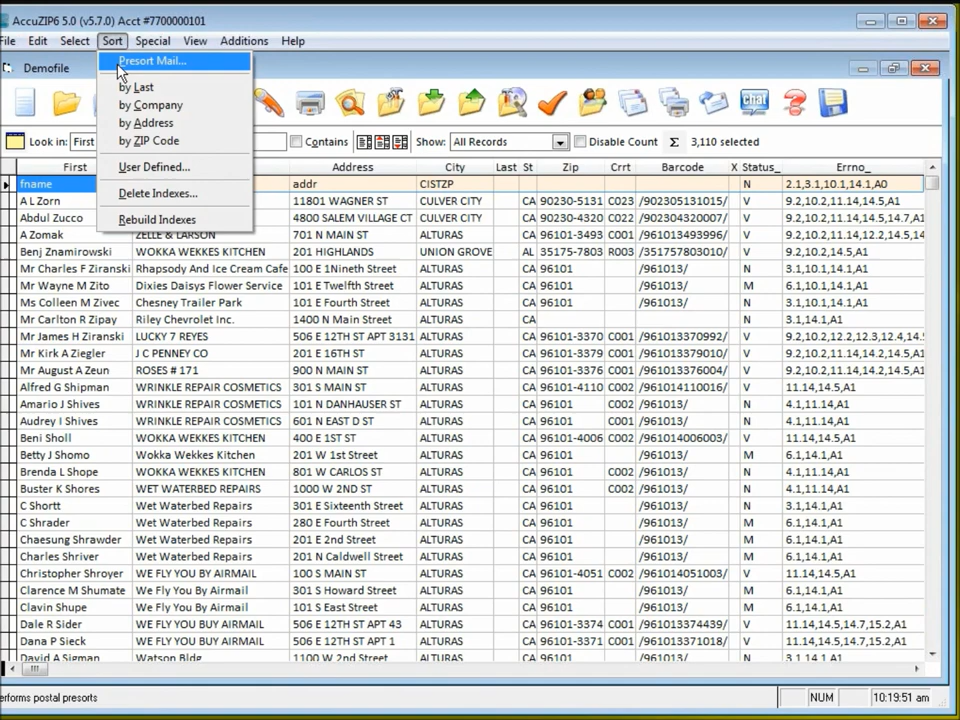 AccuZIP6 5.0 (v5.7.0) Acct #7700000101
File Edit Select Sort Special View Additions Help
Demofile
Presort Mail...
by Last
by Company
by Address
by ZIP Code
User Defined...
Delete Indexes...
Rebuild Indexes
chat
Look in: First Contains Show: All Records Disable Count Σ 3,110 selected
First Address City Last St Zip Crrt Barcode X Status_ Errno_
fname addr CISTZP N 2.1,3.1,10.1,14.1,A0
A L Zorn 11801 WAGNER ST CULVER CITY CA 90230-5131 C023 /902305131015/ V 9.2,10.2,11.14,14.5,A1
Abdul Zucco 4800 SALEM VILLAGE CT CULVER CITY CA 90230-4320 C022 /902304320007/ V 9.2,10.2,11.14,14.5,14.7,A1
A Zomak ZELLE & LARSON 701 N MAIN ST ALTURAS CA 96101-3493 C001 /961013493996/ V 9.2,10.2,11.14,12.2,14.5,14
Benj Znowarski WOKKA WEKKES KITCHEN 201 HIGHLANDS UNION GROVE AL 35175-7803 R003 /351757803010/ V 9.2,10.2,14.5,A1
Mr Charles F Ziranski Rhapsody And Ice Cream Cafe 100 E 1Nineth Street ALTURAS CA 96101 /961013/ N 3.1,10.1,14.1,A1
Mr Wayne M Zito Dixies Daisys Flower Service 101 E Twelfth Street ALTURAS CA 96101 /961013/ M 6.1,10.1,14.1,A1
Ms Colleen M Zivec Chesney Trailer Park 101 E Fourth Street ALTURAS CA 96101 /961013/ N 3.1,10.1,14.1,A1
Mr Carlton R Zipay Riley Chevrolet Inc. 1400 N Main Street ALTURAS CA N 3.1,14.1,A1
Mr James H Ziranski LUCKY 7 REYES 506 E 12TH ST APT 3131 ALTURAS CA 96101-3370 C001 /961013370992/ V 9.2,12.2,12.3,12.4,14.5
Mr Kirk A Ziegler J C PENNEY CO 201 E 16TH ST ALTURAS CA 96101-3379 C001 /961013379010/ V 9.2,10.2,11.14,14.2,14.5,A1
Mr August A Zeun ROSES # 171 900 N MAIN ST ALTURAS CA 96101-3376 C001 /961013376004/ V 9.2,10.2,11.14,14.2,14.5,A
Alfred G Shipman WRINKLE REPAIR COSMETICS 301 S MAIN ST ALTURAS CA 96101-4110 C002 /961014110016/ V 11.14,14.5,A1
Amario J Shives WRINKLE REPAIR COSMETICS 101 N DANHAUSER ST ALTURAS CA 96101 C002 /961013/ N 4.1,11.14,A1
Audrey I Shives WRINKLE REPAIR COSMETICS 601 N EAST D ST ALTURAS CA 96101 C001 /961013/ N 4.1,11.14,A1
Beni Sholl WOKKA WEKKES KITCHEN 400 E 1ST ST ALTURAS CA 96101-4006 C002 /961014006003/ V 11.14,14.5,A1
Betty J Shomo Wokka Wekkes Kitchen 201 W 1st Street ALTURAS CA 96101 /961013/ M 6.1,14.1,A1
Brenda L Shope WOKKA WEKKES KITCHEN 801 W CARLOS ST ALTURAS CA 96101 C002 /961013/ N 4.1,11.14,A1
Buster K Shores WET WATERBED REPAIRS 1000 W 2ND ST ALTURAS CA 96101 C002 /961013/ N 4.1,11.14,A1
C Shortt Wet Waterbed Repairs 301 E Sixteenth Street ALTURAS CA 96101 /961013/ N 3.1,14.1,A1
C Shrader Wet Waterbed Repairs 280 E Fourth Street ALTURAS CA 96101 /961013/ M 6.1,14.1,A1
Chaesung Shrawder Wet Waterbed Repairs 201 E 2nd Street ALTURAS CA 96101 /961013/ M 6.1,14.1,A1
Charles Shriver Wet Waterbed Repairs 201 N Caldwell Street ALTURAS CA 96101 /961013/ M 6.1,14.1,A1
Christopher Shroyer WE FLY YOU BY AIRMAIL 100 S MAIN ST ALTURAS CA 96101-4051 C002 /961014051003/ V 11.14,14.5,A1
Clarence M Shumate We Fly You By Airmail 301 S Howard Street ALTURAS CA 96101 /961013/ M 6.1,14.1,A1
Clavin Shupe We Fly You By Airmail 101 S East Street ALTURAS CA 96101 /961013/ M 6.1,14.1,A1
Dale R Sider WE FLY YOU BUY AIRMAIL 506 E 12TH ST APT 43 ALTURAS CA 96101-3374 C001 /961013374439/ V 11.14,14.5,14.7,15.2,A1
Dana P Sieck WE FLY YOU BUY AIRMAIL 506 E 12TH ST APT 1 ALTURAS CA 96101-3371 C001 /961013371018/ V 11.14,14.5,14.7,15.2,A1
David A Sigman Watson Bldg 1100 W 2nd Street ALTURAS CA 96101 /961013/ N 3.1,14.1,A1
erforms postal presorts NUM 10:19:51 am